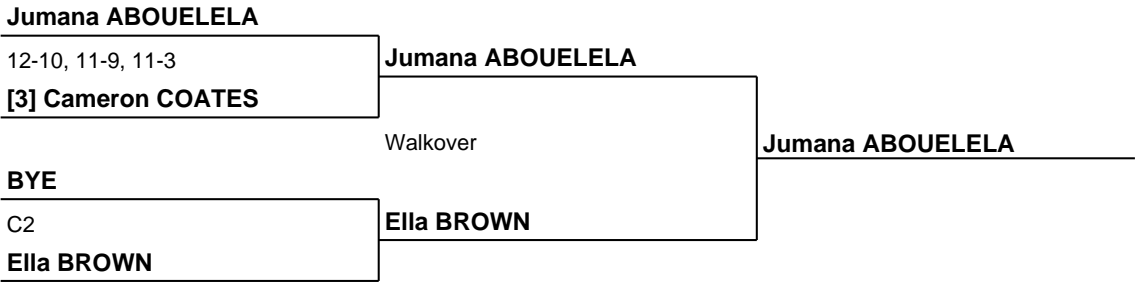 Jumana ABOUELELA
12-10, 11-9, 11-3
[3] Cameron COATES
Jumana ABOUELELA
Walkover
Jumana ABOUELELA
BYE
C2
Ella BROWN
Ella BROWN